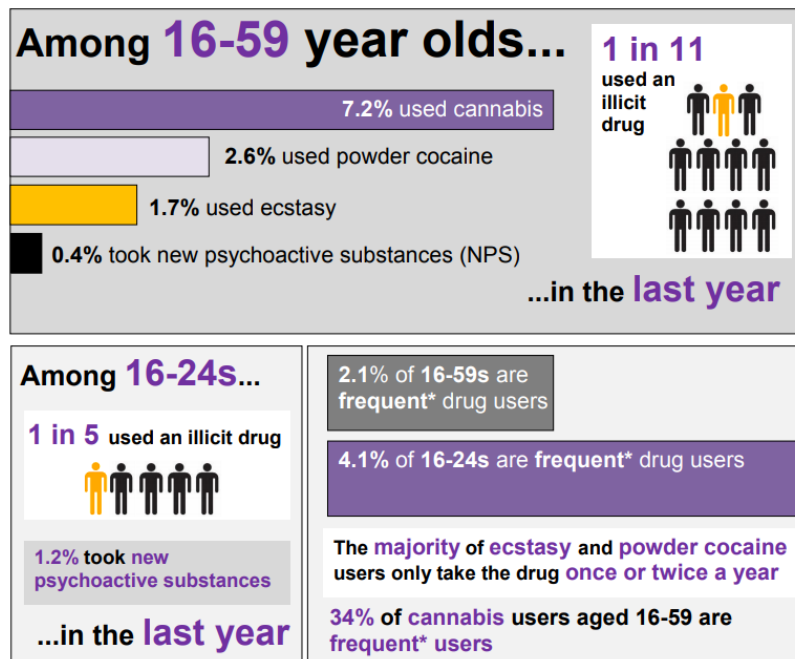 Among 16-59 year olds...
7.2% used cannabis
2.6% used powder cocaine
1.7% used ecstasy
0.4% took new psychoactive substances (NPS)
1 in 11
used an
illicit
drug
...in the last year
Among 16-24s...
1 in 5 used an illicit drug
1.2% took new
psychoactive substances
...in the last year
2.1% of 16-59s are
frequent* drug users
4.1% of 16-24s are frequent* drug users
The majority of ecstasy and powder cocaine
users only take the drug once or twice a year
34% of cannabis users aged 16-59 are
frequent* users